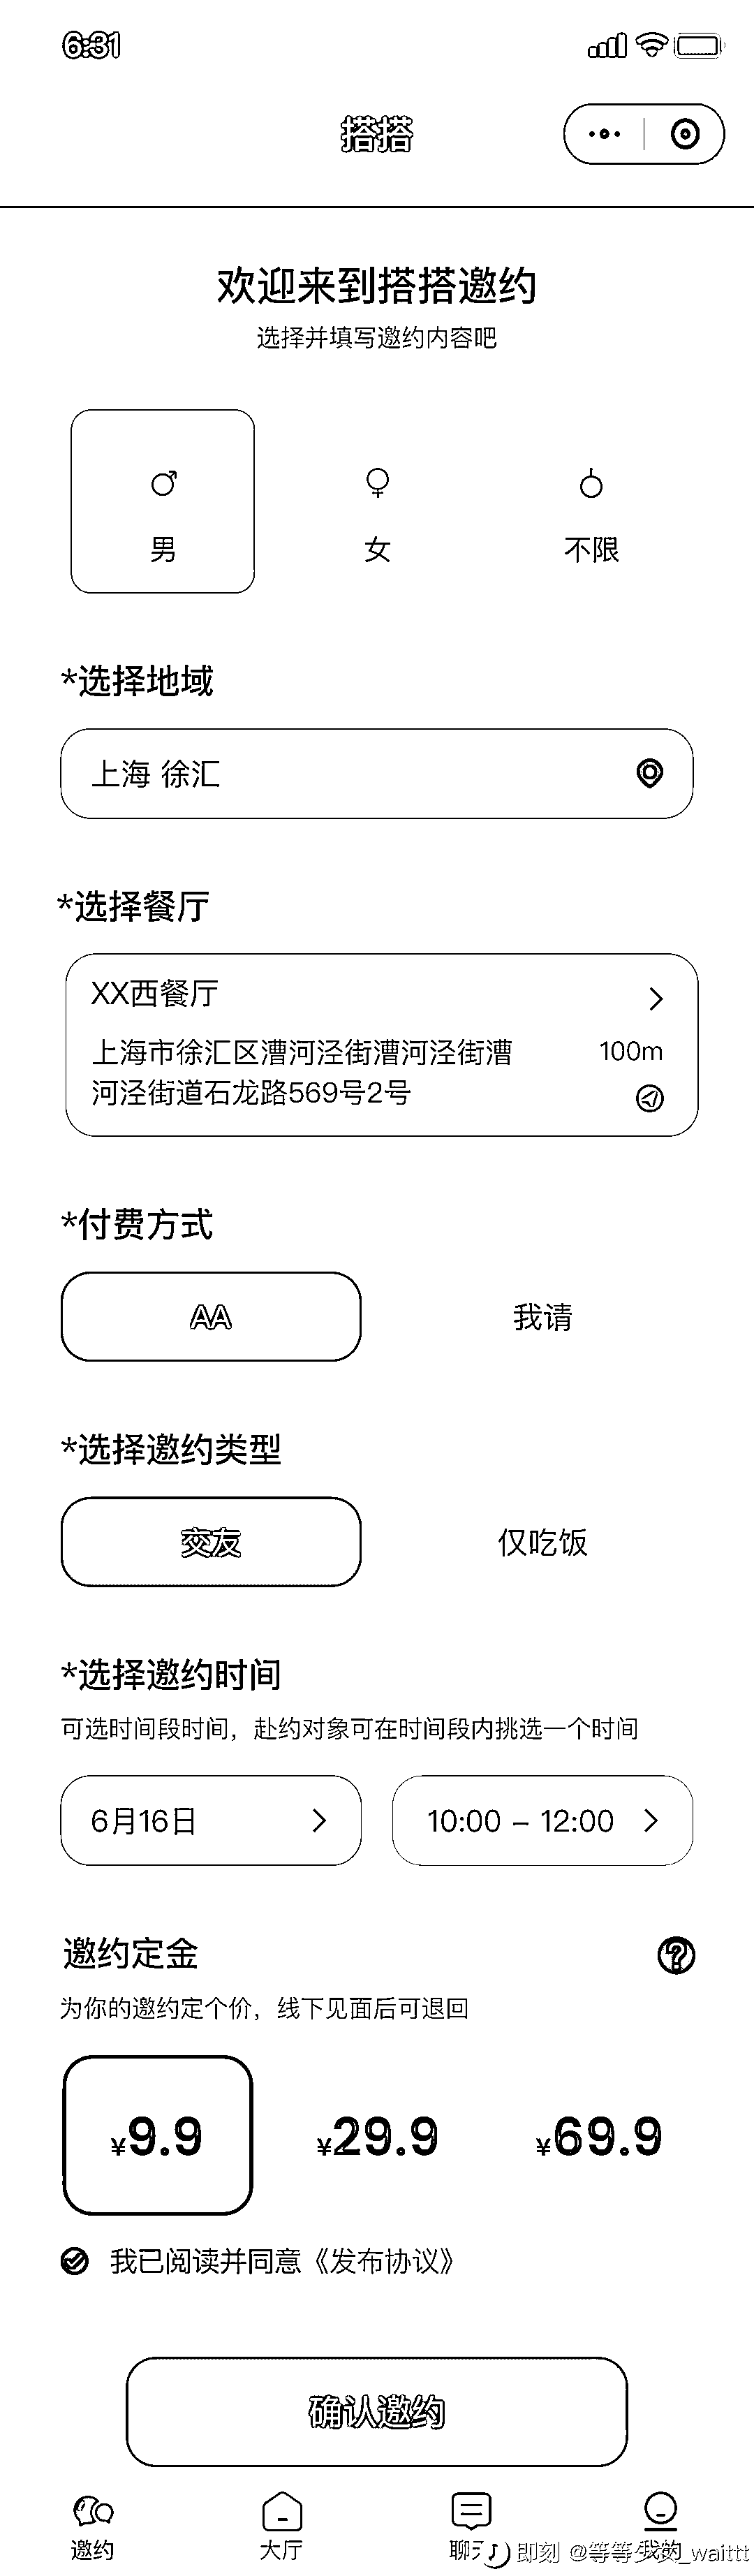 6:31
搭搭
欢迎来到搭搭邀约
选择并填写邀约内容吧
男 女 不限
*选择地域
上海 徐汇
*选择餐厅
XX西餐厅
上海市徐汇区漕河泾街漕河泾街漕 100m
河泾街道石龙路569号2号
*付费方式
AA 我请
*选择邀约类型
交友 仅吃饭
*选择邀约时间
可选时间段时间，赴约对象可在时间段内挑选一个时间
6月16日 10:00 – 12:00
邀约定金
为你的邀约定个价，线下见面后可退回
¥9.9 ¥29.9 ¥69.9
我已阅读并同意《发布协议》
确认邀约
邀约 大厅 聊 我的
即刻 @等等 _waittt